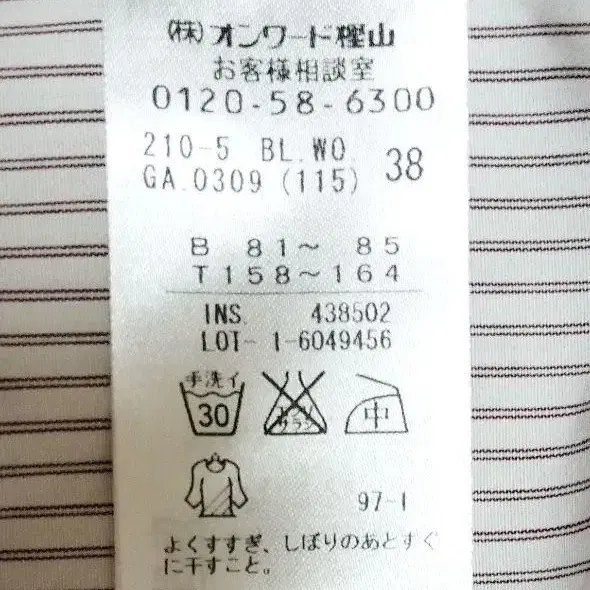 (株)オンワード樫山
お客様相談室
0120-58-6300
210-5 BL.WO.
GA.0309 (115)
38
B 81～ 85
T158～164
INS. 438502
LOT- 1-6049456
手洗イ
30
中
97-1
よくすすぎ、しぼりのあとすぐ
に干すこと。